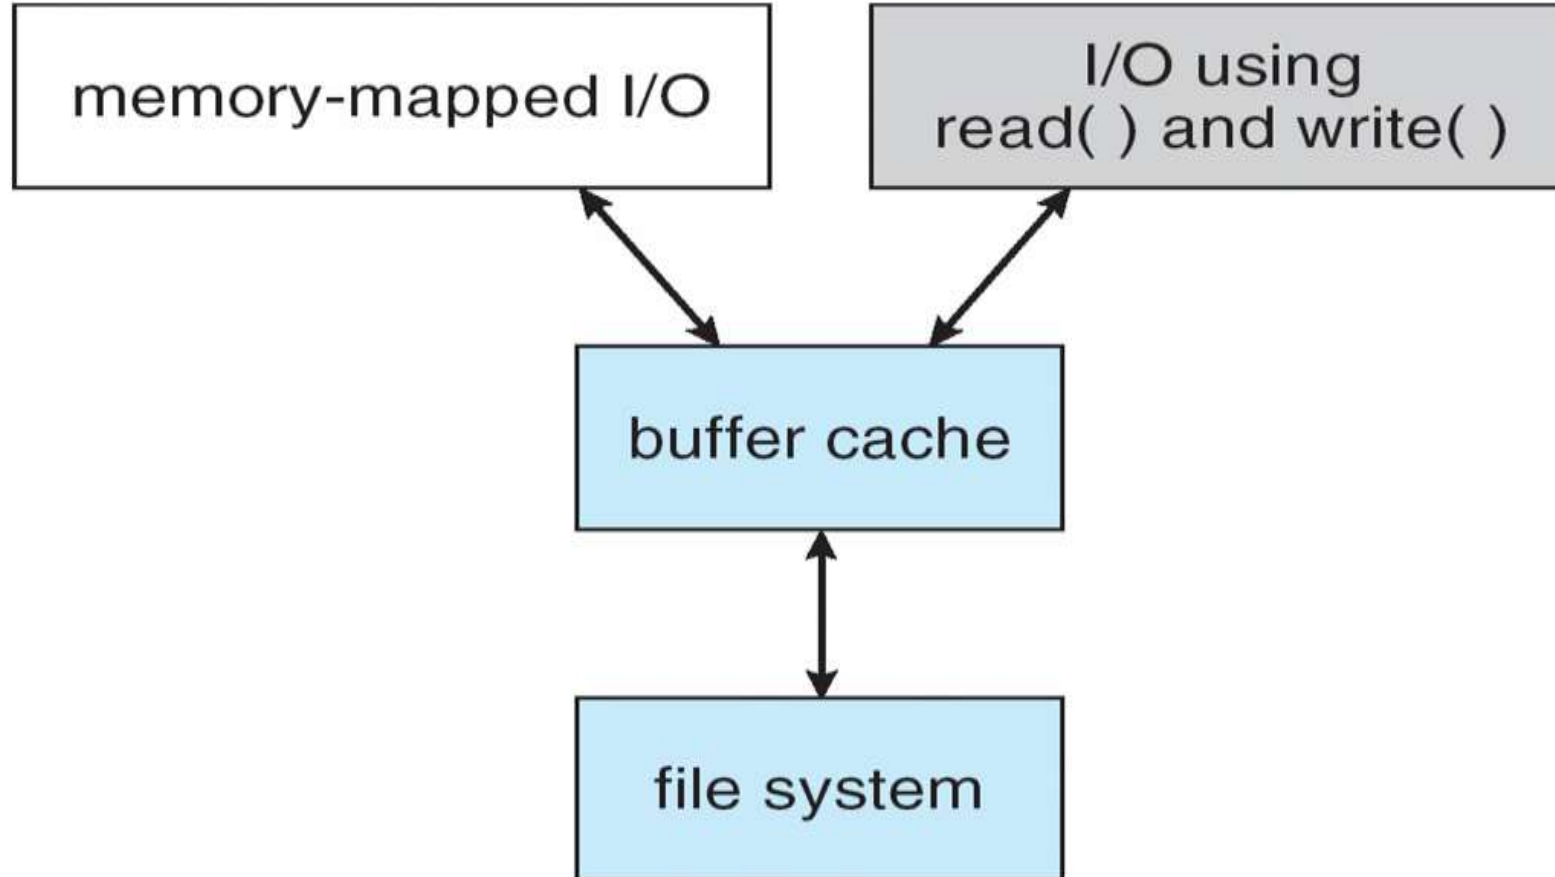 memory-mapped I/O
I/O using
read( ) and write( )
buffer cache
file system